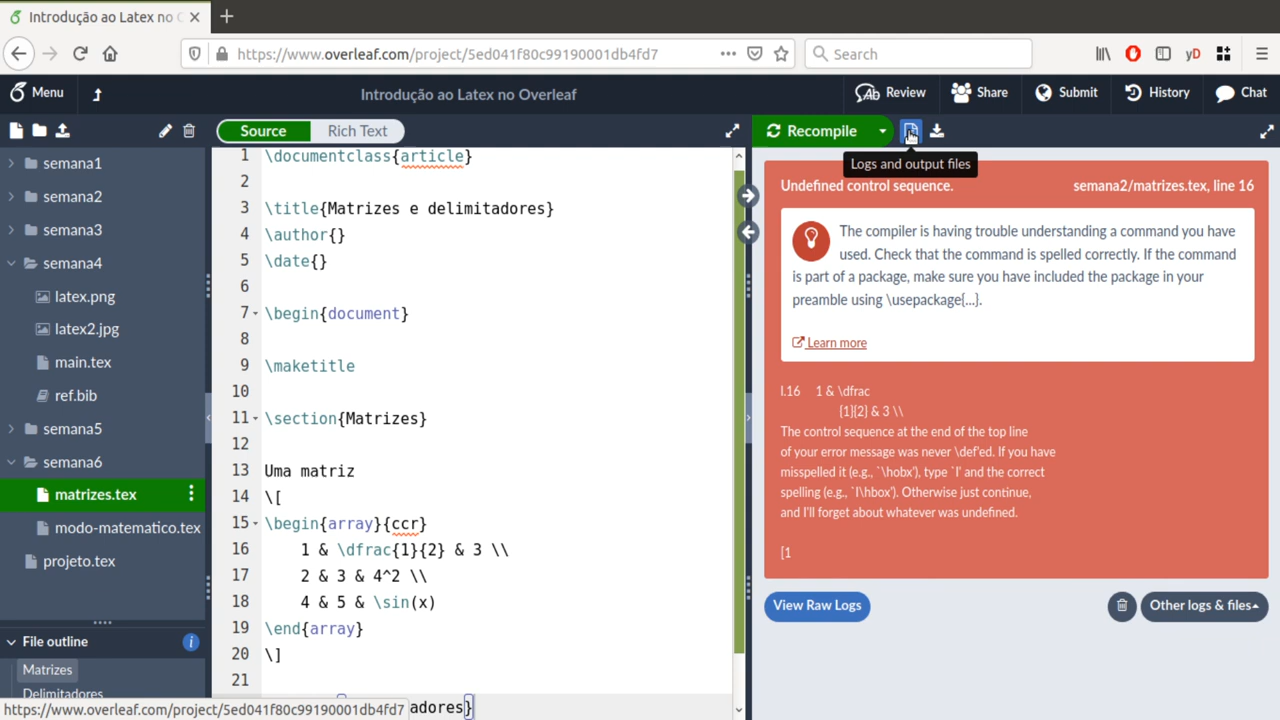 Introdução ao Latex no O
https://www.overleaf.com/project/5ed041f80c99190001db4fd7
Search
Menu
Introdução ao Latex no Overleaf
Review
Share
Submit
History
Chat
Source
Rich Text
Recompile
Logs and output files
semana1
semana2
semana3
semana4
latex.png
latex2.jpg
main.tex
ref.bib
semana5
semana6
matrizes.tex
modo-matematico.tex
projeto.tex
File outline
Matrizes
Delimitadores
1 \documentclass{article}
2
3 \title{Matrizes e delimitadores}
4 \author{}
5 \date{}
6
7 \begin{document}
8
9 \maketitle
10
11 \section{Matrizes}
12
13 Uma matriz
14 \[
15 \begin{array}{ccr}
16 1 & \dfrac{1}{2} & 3 \\
17 2 & 3 & 4^2 \\
18 4 & 5 & \sin(x)
19 \end{array}
20 \]
21
adores}
https://www.overleaf.com/project/5ed041f80c99190001db4fd7
Undefined control sequence.
semana2/matrizes.tex, line 16
The compiler is having trouble understanding a command you have
used. Check that the command is spelled correctly. If the command
is part of a package, make sure you have included the package in your
preamble using \usepackage{...}.
Learn more
l.16 1 & \dfrac
[1]{2} & 3 \\
The control sequence at the end of the top line
of your error message was never \def'ed. If you have
misspelled it (e.g., `\hobx'), type `I' and the correct
spelling (e.g., `I\hbox'). Otherwise just continue,
and I'll forget about whatever was undefined.
[1
View Raw Logs
Other logs & files